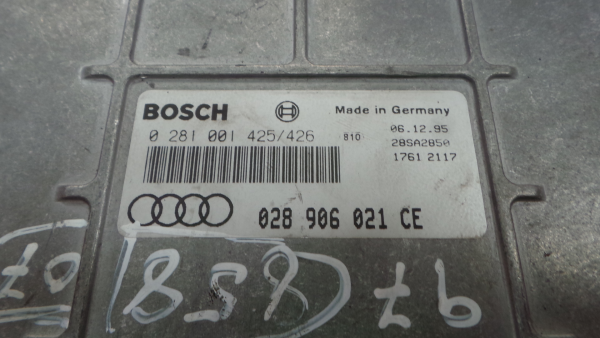 BOSCH Made in Germany
0 281 001 425/426 810 06.12.95
28SA2850
1761 2117
028 906 021 CE